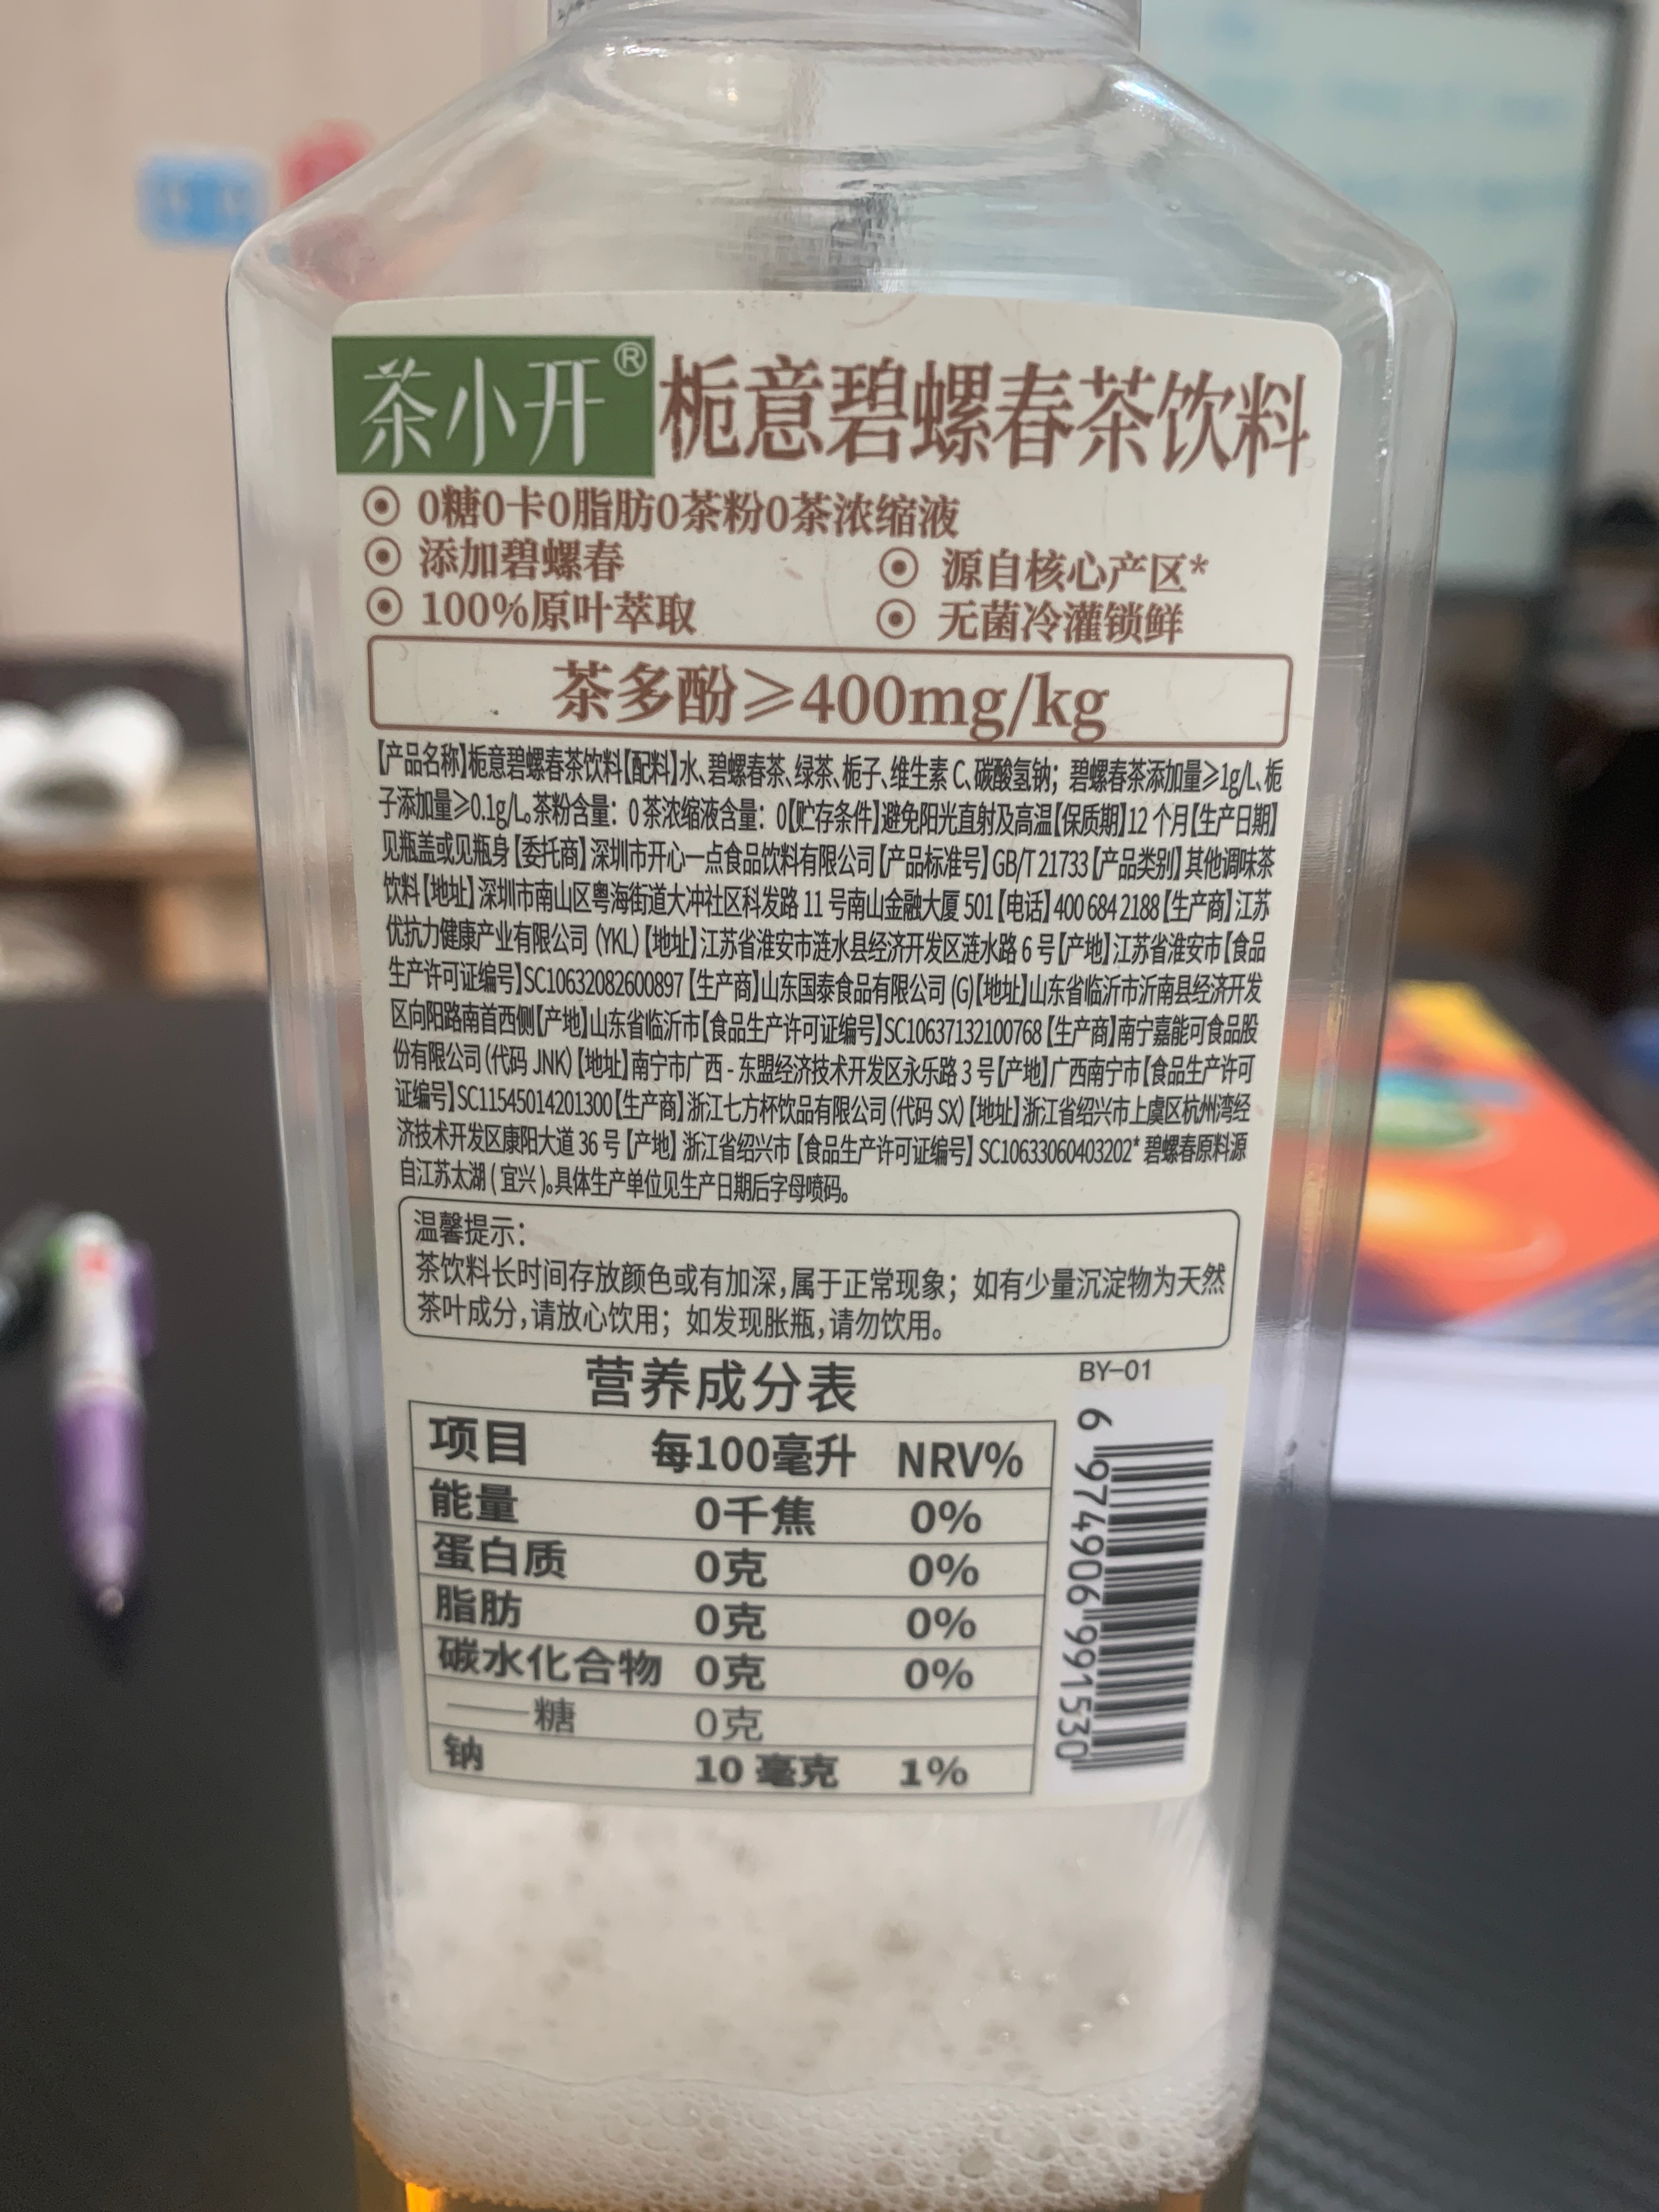 茶小开® 栀意碧螺春茶饮料
0糖0卡0脂肪0茶粉0茶浓缩液
添加碧螺春 源自核心产区*
100%原叶萃取 无菌冷灌锁鲜
茶多酚≥400mg/kg
【产品名称】栀意碧螺春茶饮料【配料】水、碧螺春茶、绿茶、栀子、维生素 C、碳酸氢钠；碧螺春茶添加量≥1g/L、栀
子添加量≥0.1g/L。茶粉含量：0 茶浓缩液含量：0【贮存条件】避免阳光直射及高温【保质期】12 个月【生产日期】
见瓶盖或见瓶身【委托商】深圳市开心一点食品饮料有限公司【产品标准号】GB/T 21733【产品类别】其他调味茶
饮料【地址】深圳市南山区粤海街道大冲社区科发路 11 号南山金融大厦 501【电话】400 684 2188【生产商】江苏
优抗力健康产业有限公司 (YKL)【地址】江苏省淮安市涟水县经济开发区涟水路 6 号【产地】江苏省淮安市【食品
生产许可证编号】SC10632082600897【生产商】山东国泰食品有限公司 (G)【地址】山东省临沂市沂南县经济开发
区向阳路南首西侧【产地】山东省临沂市【食品生产许可证编号】SC10637132100768【生产商】南宁嘉能可食品股
份有限公司 (代码 JNK)【地址】南宁市广西 - 东盟经济技术开发区永乐路 3 号【产地】广西南宁市【食品生产许可
证编号】SC11545014201300【生产商】浙江七方杯饮品有限公司 (代码 SX)【地址】浙江省绍兴市上虞区杭州湾经
济技术开发区康阳大道 36 号【产地】浙江省绍兴市【食品生产许可证编号】SC10633060403202* 碧螺春原料源
自江苏太湖 ( 宜兴 )。具体生产单位见生产日期后字母喷码。
温馨提示：
茶饮料长时间存放颜色或有加深，属于正常现象；如有少量沉淀物为天然
茶叶成分，请放心饮用；如发现胀瓶，请勿饮用。
营养成分表
BY-01
项目 每100毫升 NRV%
能量 0千焦 0%
蛋白质 0克 0%
脂肪 0克 0%
碳水化合物 0克 0%
——糖 0克
钠 10 毫克 1%
6 974906 991530